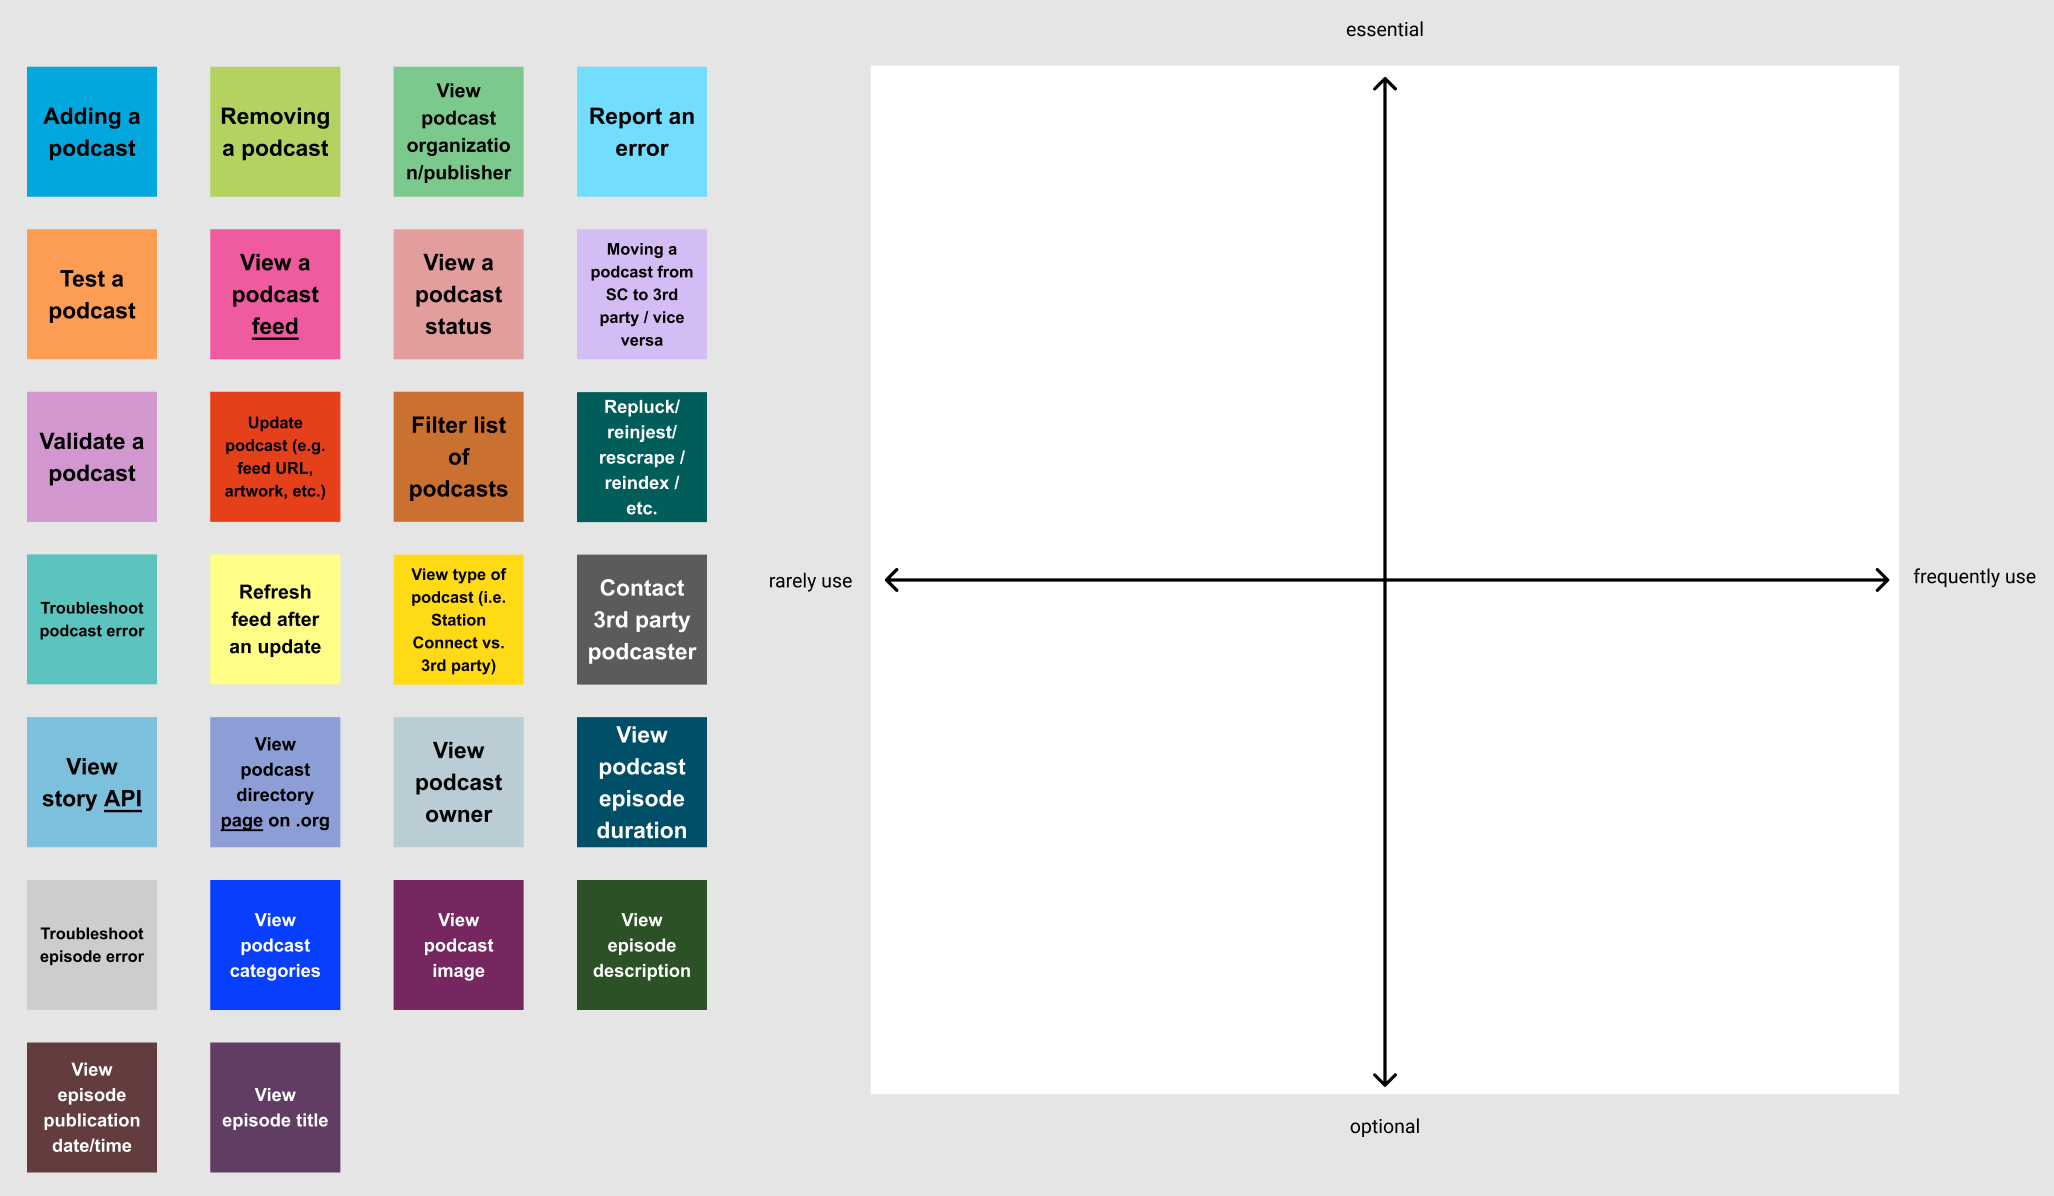 essential
Adding a
podcast
Removing
a podcast
View
podcast
organizatio
n/publisher
Report an
error
Test a
podcast
View a
podcast
feed
View a
podcast
status
Moving a
podcast from
SC to 3rd
party / vice
versa
Validate a
podcast
Update
podcast (e.g.
feed URL,
artwork, etc.)
Filter list
of
podcasts
Repluck/
reinjest/
rescrape /
reindex /
etc.
Troubleshoot
podcast error
Refresh
feed after
an update
View type of
podcast (i.e.
Station
Connect vs.
3rd party)
Contact
3rd party
podcaster
rarely use
frequently use
View
story API
View
podcast
directory
page on .org
View
podcast
owner
View
podcast
episode
duration
Troubleshoot
episode error
View
podcast
categories
View
podcast
image
View
episode
description
View
episode
publication
date/time
View
episode title
optional